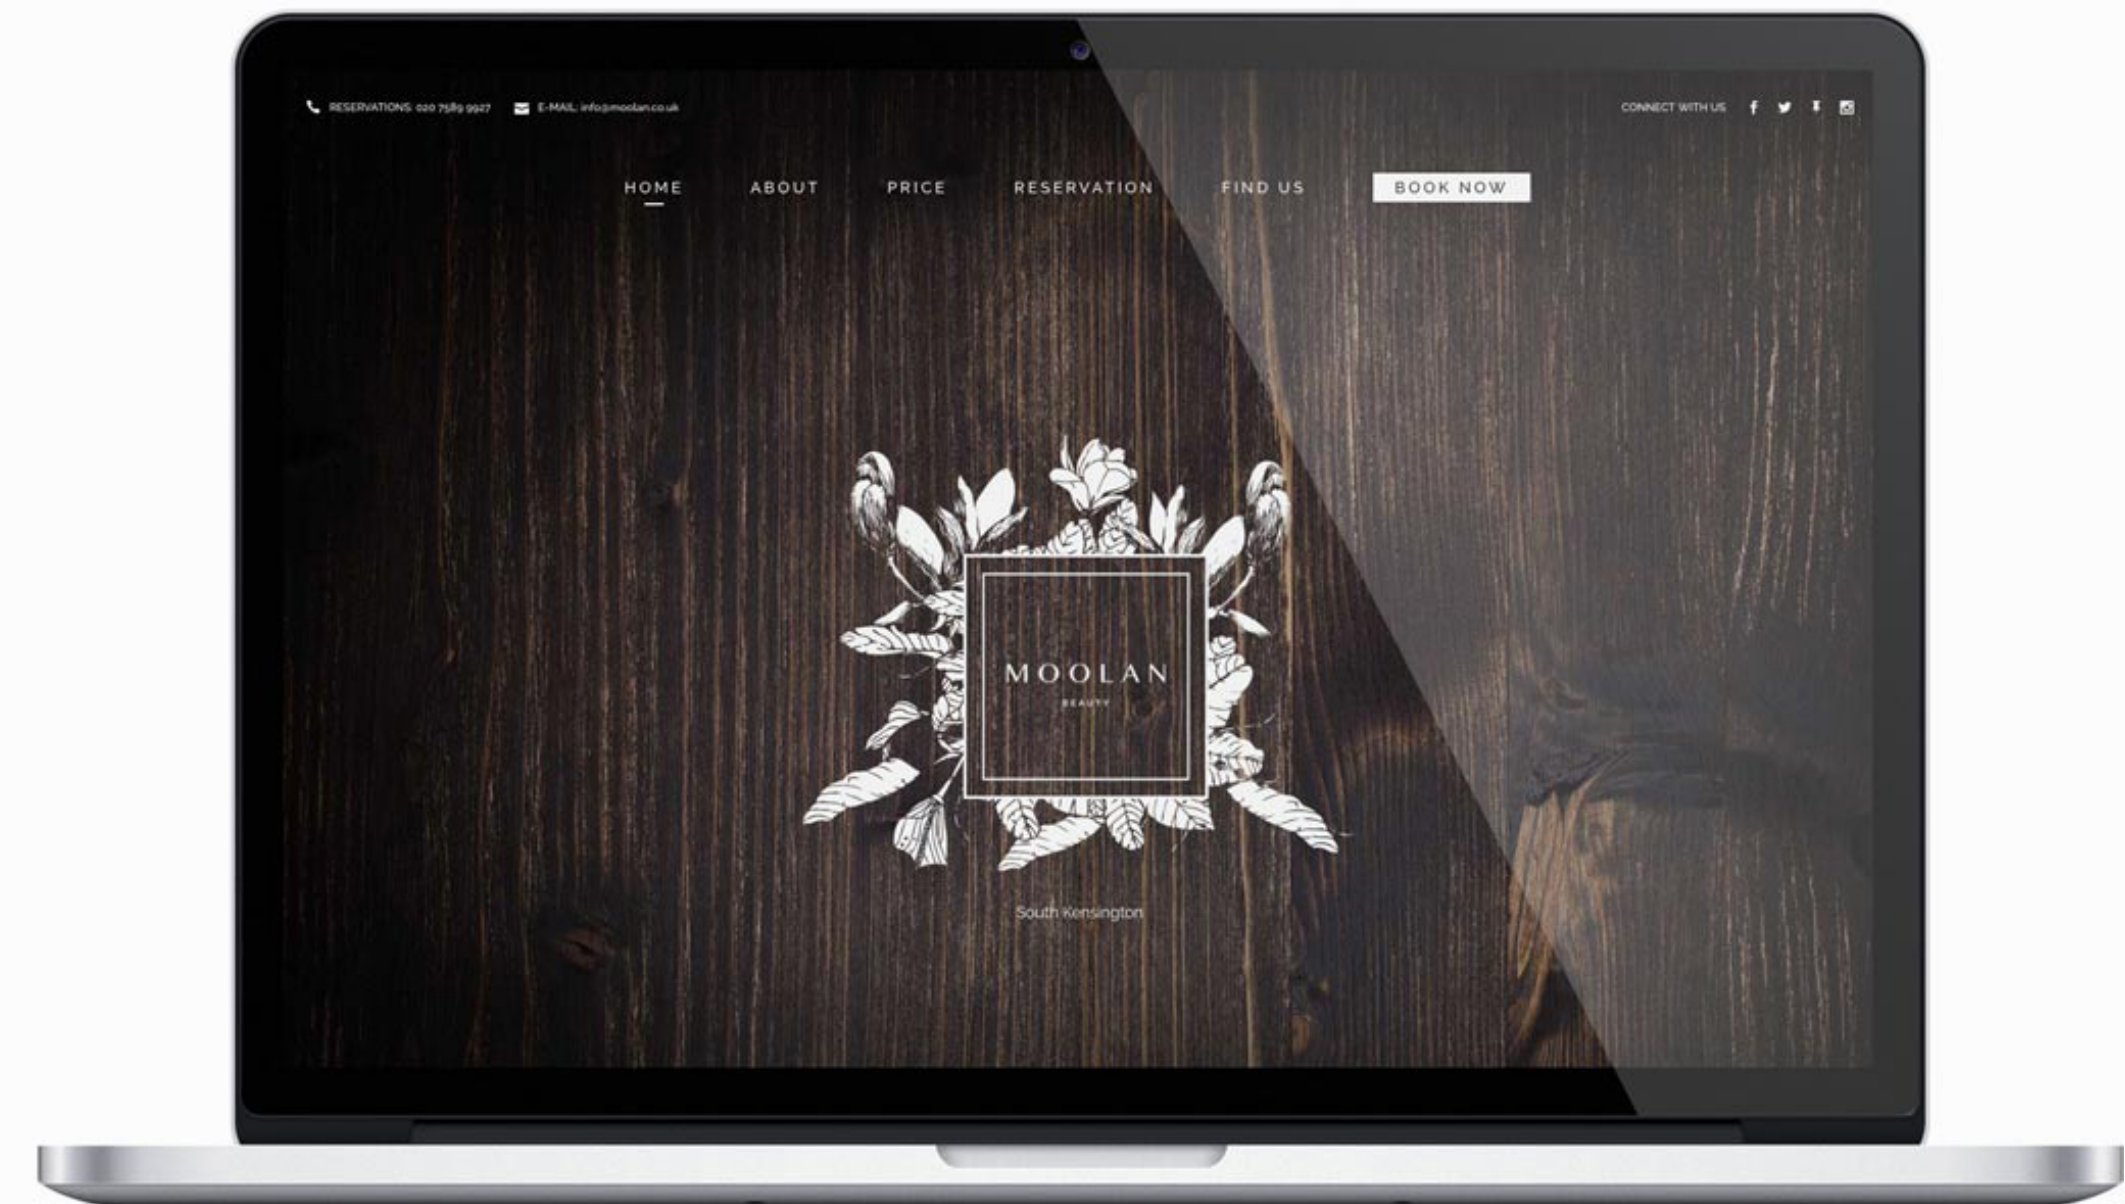 RESERVATIONS: 020 7589 9927 E-MAIL: info@moolan.co.uk CONNECT WITH US
HOME ABOUT PRICE RESERVATION FIND US BOOK NOW
MOOLAN
BEAUTY
South Kensington